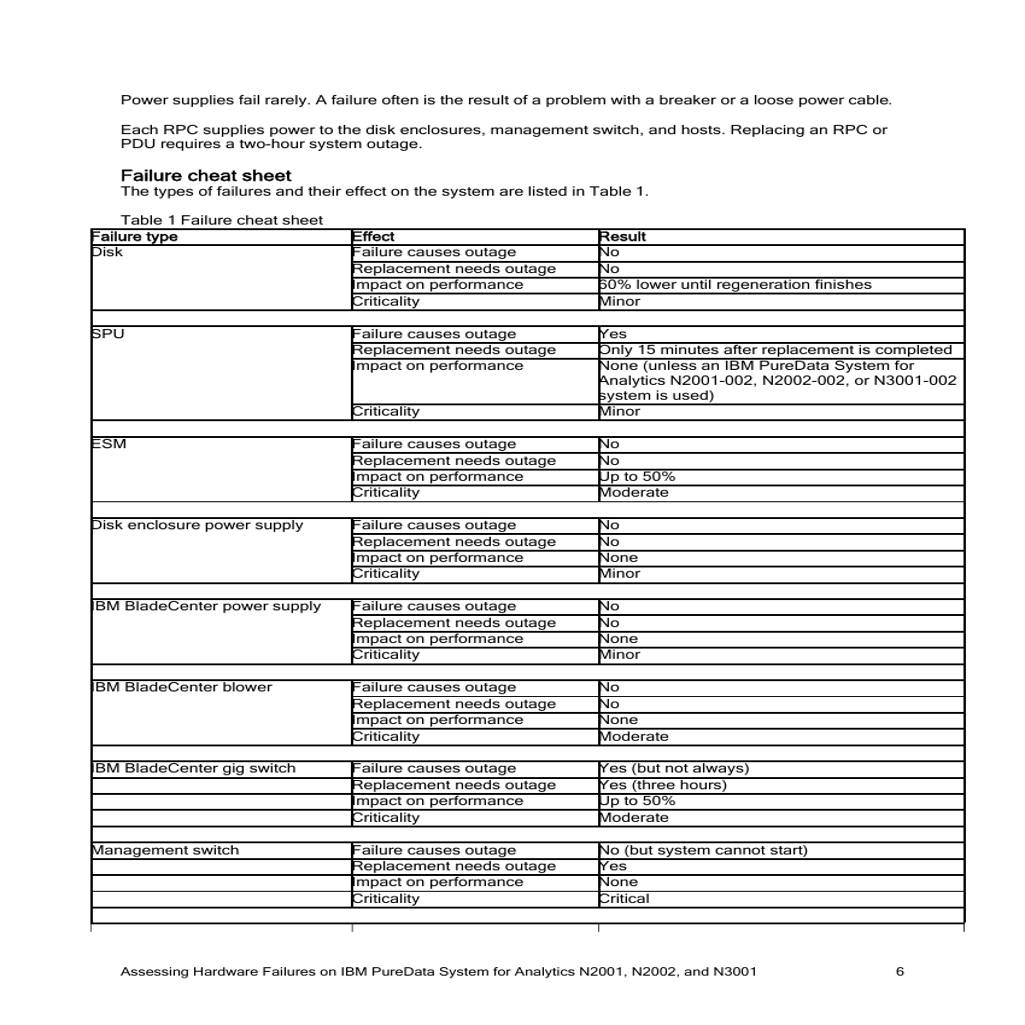 Power supplies fail rarely. A failure often is the result of a problem with a breaker or a loose power cable.
Each RPC supplies power to the disk enclosures, management switch, and hosts. Replacing an RPC or
PDU requires a two-hour system outage.
Failure cheat sheet
The types of failures and their effect on the system are listed in Table 1.
Table 1 Failure cheat sheet
Failure type Effect Result
Disk Failure causes outage No
Replacement needs outage No
Impact on performance 60% lower until regeneration finishes
Criticality Minor
SPU Failure causes outage Yes
Replacement needs outage Only 15 minutes after replacement is completed
Impact on performance None (unless an IBM PureData System for
Analytics N2001-002, N2002-002, or N3001-002
system is used)
Criticality Minor
ESM Failure causes outage No
Replacement needs outage No
Impact on performance Up to 50%
Criticality Moderate
Disk enclosure power supply Failure causes outage No
Replacement needs outage No
Impact on performance None
Criticality Minor
IBM BladeCenter power supply Failure causes outage No
Replacement needs outage No
Impact on performance None
Criticality Minor
IBM BladeCenter blower Failure causes outage No
Replacement needs outage No
Impact on performance None
Criticality Moderate
IBM BladeCenter gig switch Failure causes outage Yes (but not always)
Replacement needs outage Yes (three hours)
Impact on performance Up to 50%
Criticality Moderate
Management switch Failure causes outage No (but system cannot start)
Replacement needs outage Yes
Impact on performance None
Criticality Critical
Assessing Hardware Failures on IBM PureData System for Analytics N2001, N2002, and N3001 6